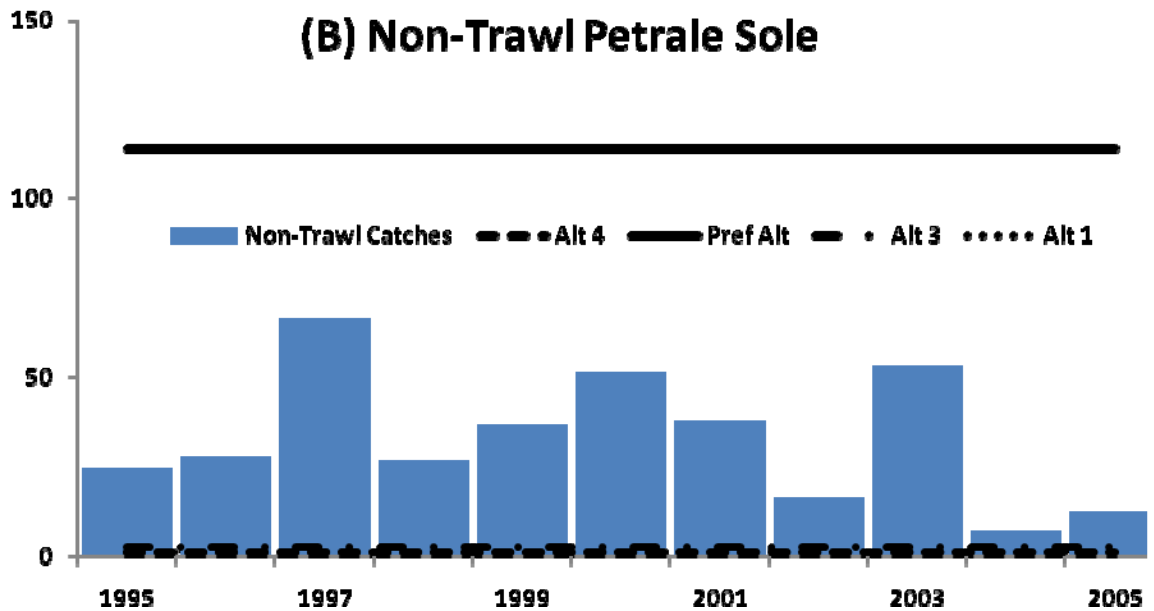 150
(B) Non-Trawl Petrale Sole
100
Non-Trawl Catches Alt 4 Pref Alt Alt 3 Alt 1
50
0
1995 1997 1999 2001 2003 2005